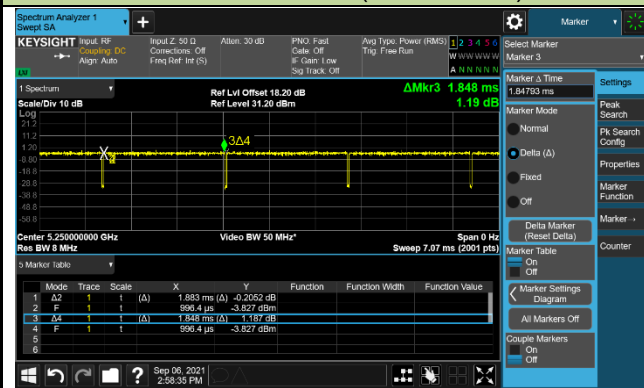 Spectrum Analyzer 1
Swept SA
+
Marker
KEYSIGHT Input: RF Input Z: 50 Ω Atten: 30 dB PNO: Fast Avg Type: Power (RMS) 1 2 3 4 5 6
Coupling: DC Corrections: Off Gate: Off Trig: Free Run W W W W W W
Align: Auto Freq Ref: Int (S) IF Gain: Low A N N N N N
Sig Track: Off
Select Marker
Marker 3
1 Spectrum
Scale/Div 10 dB
Ref Lvl Offset 18.20 dB
Ref Level 31.20 dBm
ΔMkr3 1.848 ms
1.19 dB
Log
21.2
11.2
1.20
-8.80
-18.8
-28.8
-38.8
-48.8
-58.8
X
3Δ4
Center 5.250000000 GHz Video BW 50 MHz* Span 0 Hz
Res BW 8 MHz Sweep 7.07 ms (2001 pts)
5 Marker Table
Mode Trace Scale X Y Function Function Width Function Value
1 Δ2 1 t (Δ) 1.883 ms (Δ) -0.2052 dB
2 F 1 t 996.4 µs -3.827 dBm
3 Δ4 1 t (Δ) 1.848 ms (Δ) 1.187 dB
4 F 1 t 996.4 µs -3.827 dBm
5
6
Marker Δ Time
1.84793 ms
Marker Mode
Normal
Delta (Δ)
Fixed
Off
Delta Marker
(Reset Delta)
Marker Table
On
Off
Marker Settings
Diagram
All Markers Off
Couple Markers
On
Off
Settings
Peak
Search
Pk Search
Config
Properties
Marker
Function
Marker→
Counter
? Sep 06, 2021
2:58:35 PM